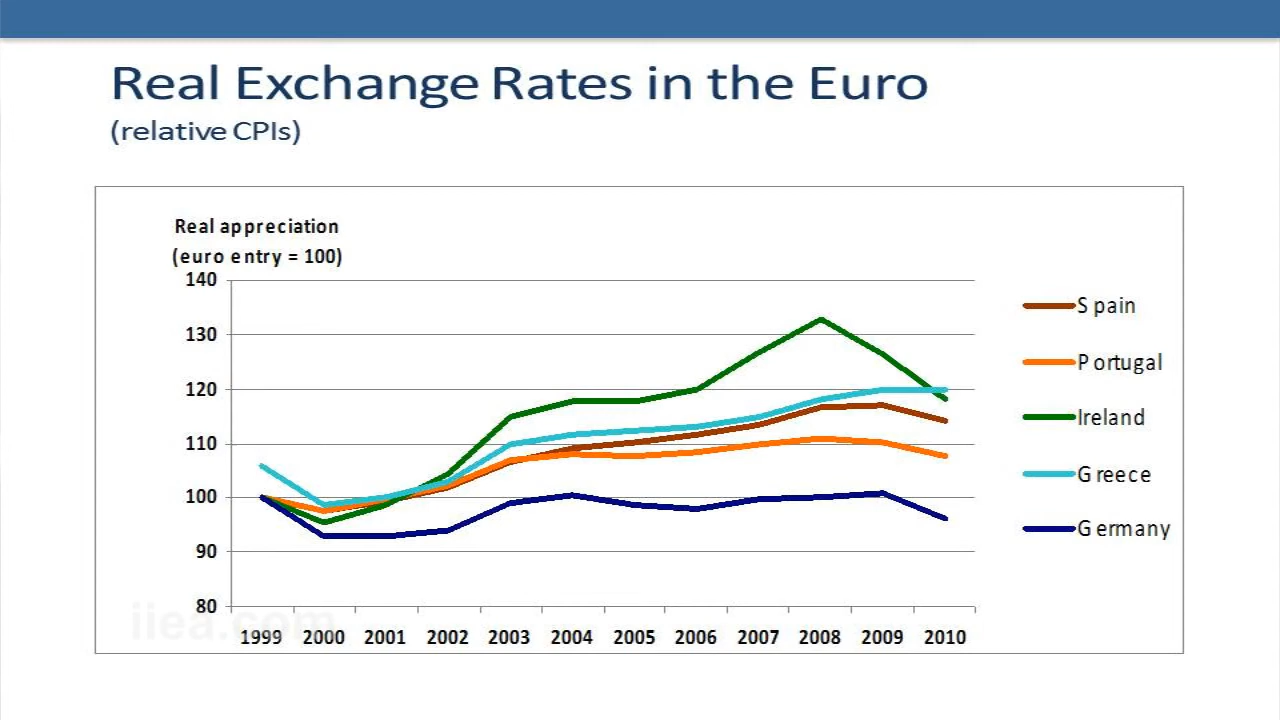 Real Exchange Rates in the Euro
(relative CPIs)
Real appreciation
(euro entry = 100)
140
130
120
110
100
90
80
1999 2000 2001 2002 2003 2004 2005 2006 2007 2008 2009 2010
Spain
Portugal
Ireland
Greece
Germany
iiea.com